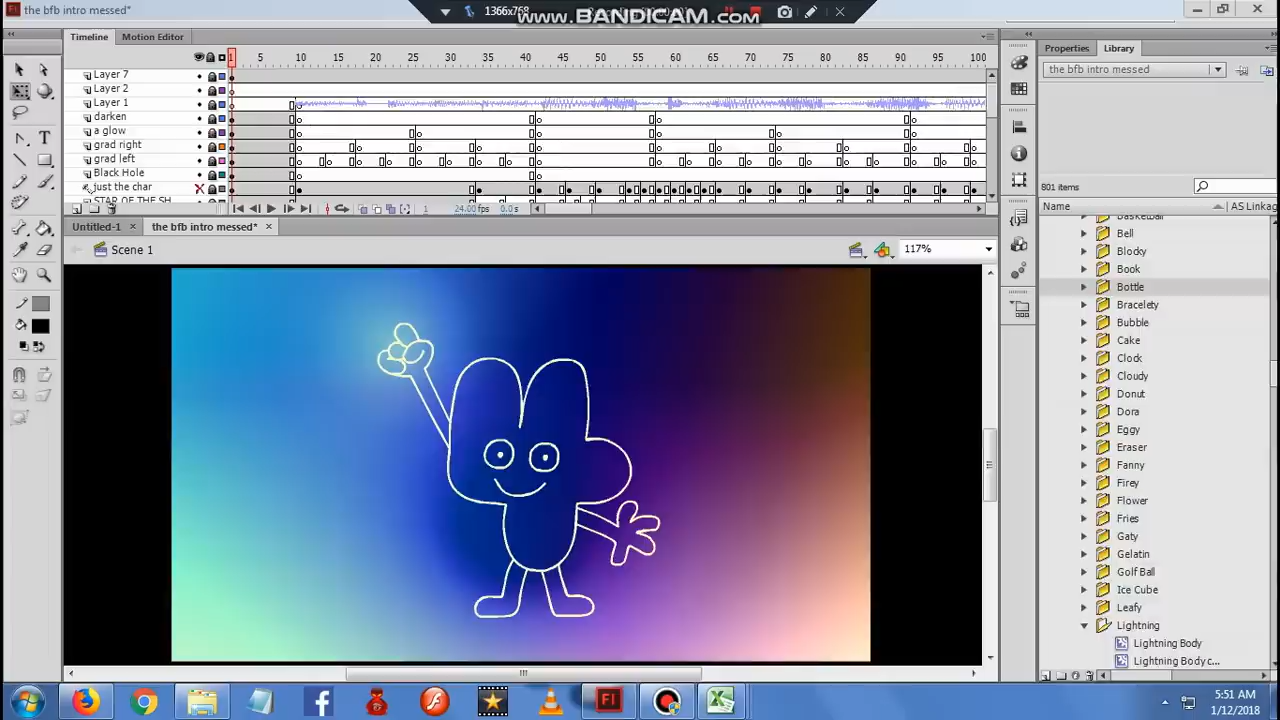 the bfb intro messed*
1366x768
www.BANDICAM.com
Timeline
Motion Editor
Properties
Library
1 5 10 15 20 25 30 35 40 45 50 55 60 65 70 75 80 85 90 95 100
the bfb intro messed
Layer 7
Layer 2
Layer 1
darken
a glow
grad right
grad left
Black Hole
just the char
STAR OF THE SH
801 items
1 24.00 fps 0.0s
Name
AS Linkag
Untitled-1
the bfb intro messed*
Scene 1
117%
Basketball
Bell
Blocky
Book
Bottle
Bracelety
Bubble
Cake
Clock
Cloudy
Donut
Dora
Eggy
Eraser
Fanny
Firey
Flower
Fries
Gaty
Gelatin
Golf Ball
Ice Cube
Leafy
Lightning
Lightning Body
Lightning Body c...
5:51 AM
1/12/2018